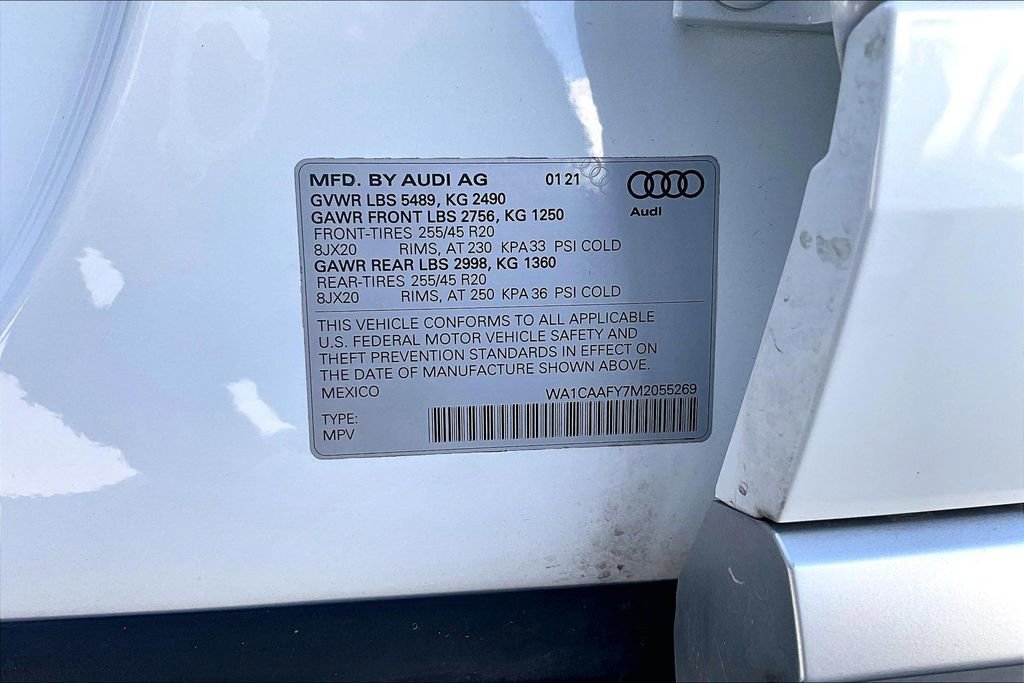 MFD. BY AUDI AG 01 21
Audi
GVWR LBS 5489, KG 2490
GAWR FRONT LBS 2756, KG 1250
FRONT-TIRES 255/45 R20
8JX20 RIMS, AT 230 KPA 33 PSI COLD
GAWR REAR LBS 2998, KG 1360
REAR-TIRES 255/45 R20
8JX20 RIMS, AT 250 KPA 36 PSI COLD
THIS VEHICLE CONFORMS TO ALL APPLICABLE
U.S. FEDERAL MOTOR VEHICLE SAFETY AND
THEFT PREVENTION STANDARDS IN EFFECT ON
THE DATE OF MANUFACTURE SHOWN ABOVE.
MEXICO WA1CAAFY7M2055269
TYPE:
MPV